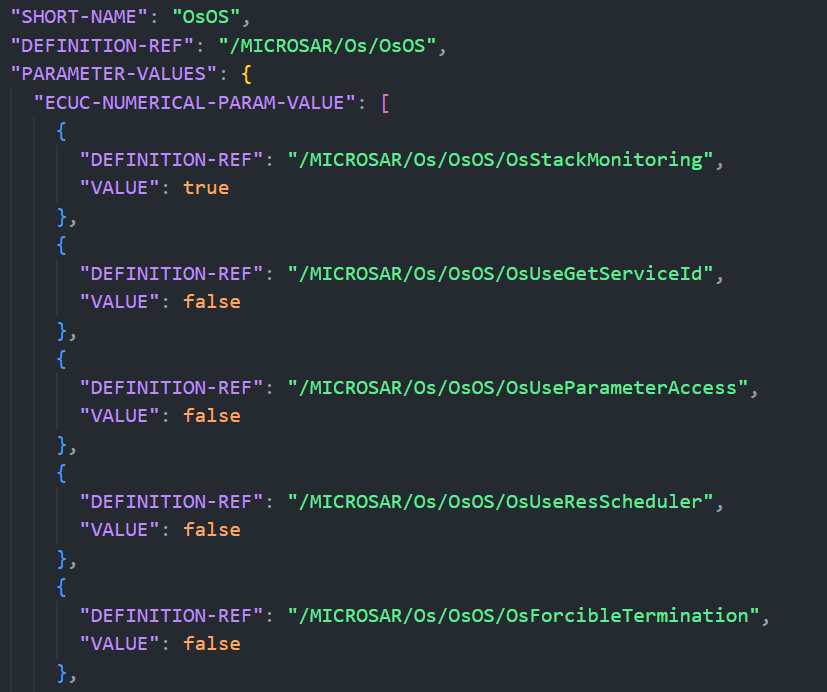 "SHORT-NAME": "OsOS",
"DEFINITION-REF": "/MICROSAR/Os/OsOS",
"PARAMETER-VALUES": {
"ECUC-NUMERICAL-PARAM-VALUE": [
{
"DEFINITION-REF": "/MICROSAR/Os/OsOS/OsStackMonitoring",
"VALUE": true
},
{
"DEFINITION-REF": "/MICROSAR/Os/OsOS/OsUseGetServiceId",
"VALUE": false
},
{
"DEFINITION-REF": "/MICROSAR/Os/OsOS/OsUseParameterAccess",
"VALUE": false
},
{
"DEFINITION-REF": "/MICROSAR/Os/OsOS/OsUseResScheduler",
"VALUE": false
},
{
"DEFINITION-REF": "/MICROSAR/Os/OsOS/OsForcibleTermination",
"VALUE": false
},